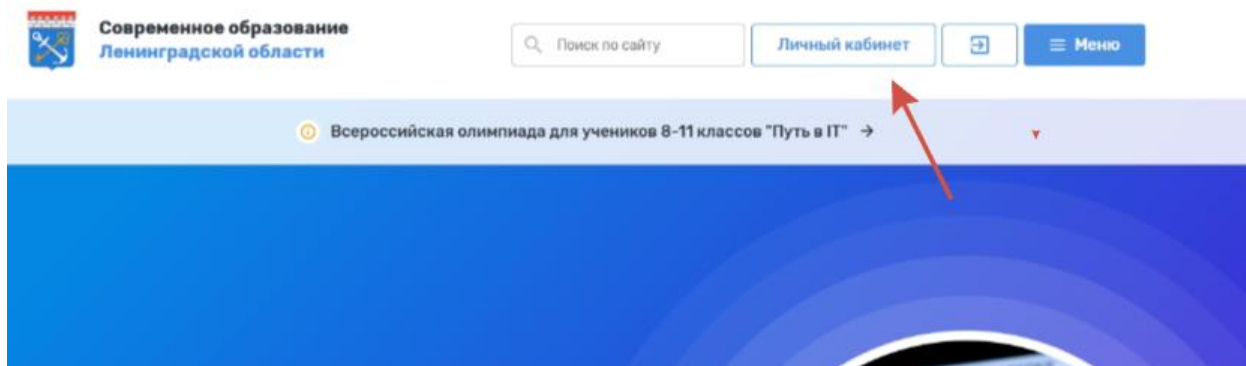 Современное образование
Ленинградской области
Поиск по сайту
Личный кабинет
Меню
Всероссийская олимпиада для учеников 8-11 классов "Путь в IT" →